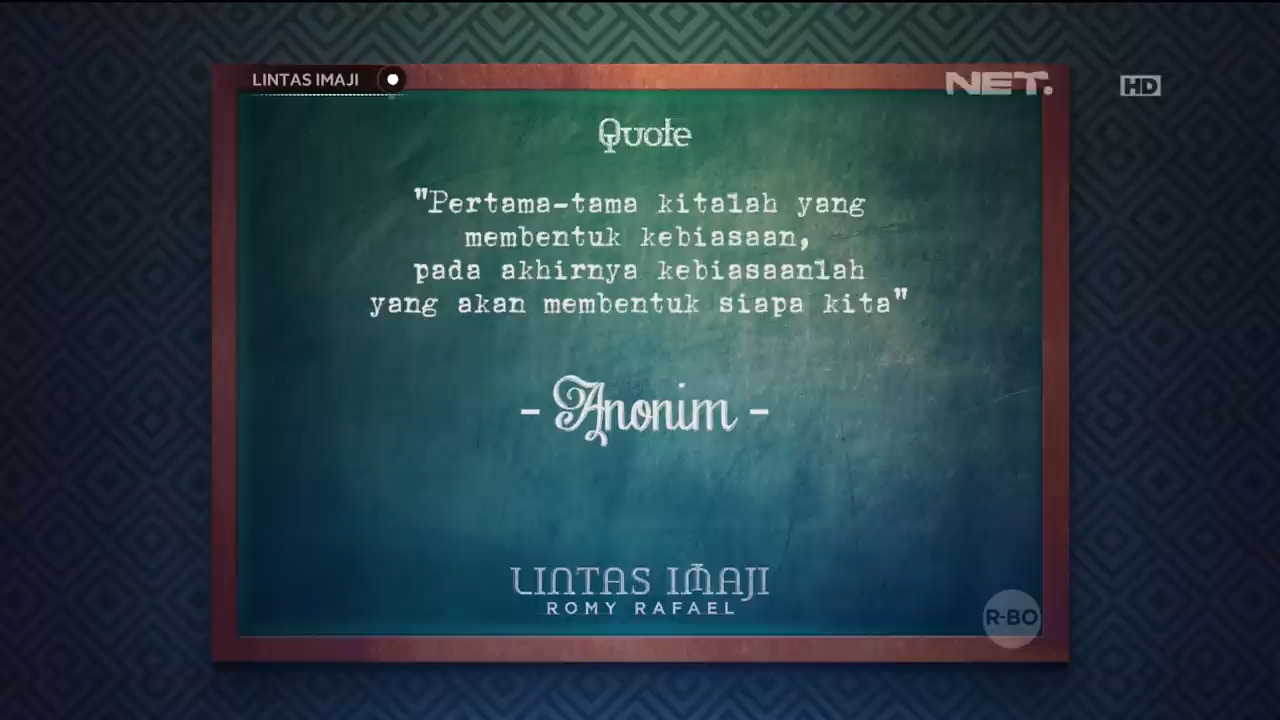 LINTAS IMAJI
NET.
HD
Quote
"Pertama-tama kitalah yang
membentuk kebiasaan,
pada akhirnya kebiasaanlah
yang akan membentuk siapa kita"
- Anonim -
LINTAS IMAJI
ROMY RAFAEL
R-BO